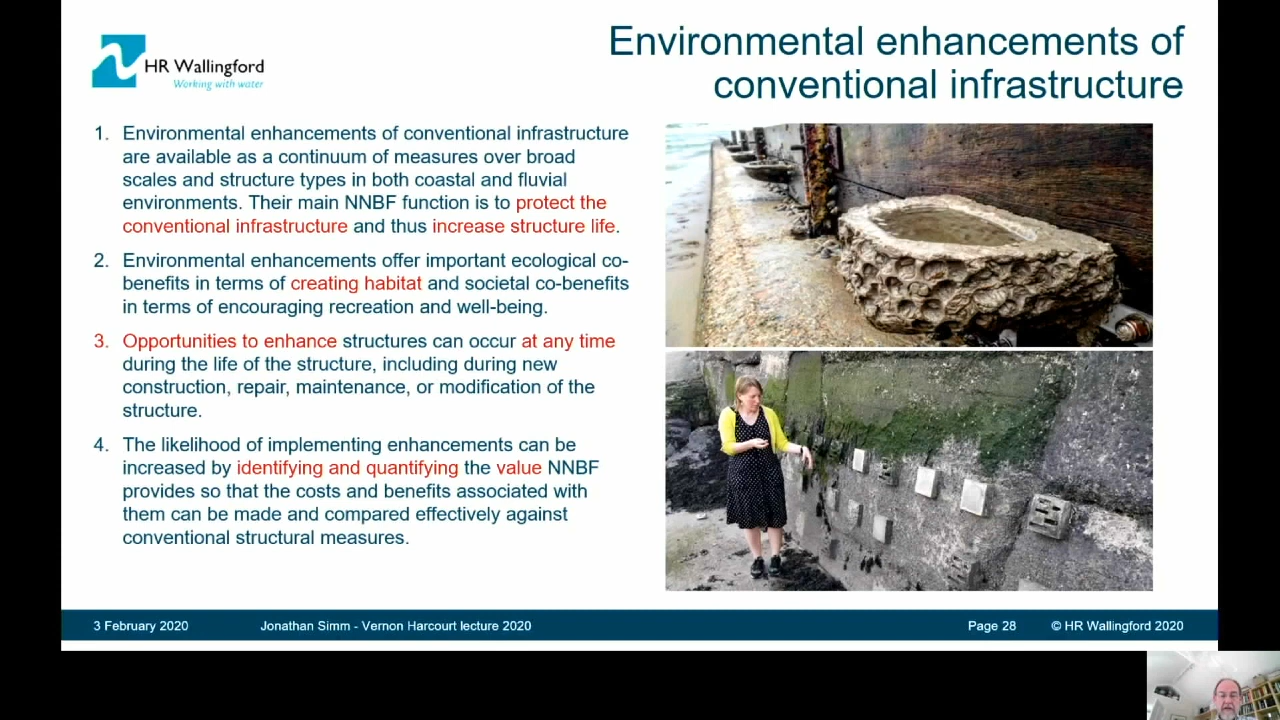 Environmental enhancements of
conventional infrastructure
HR Wallingford
Working with water
1. Environmental enhancements of conventional infrastructure
are available as a continuum of measures over broad
scales and structure types in both coastal and fluvial
environments. Their main NNBF function is to protect the
conventional infrastructure and thus increase structure life.
2. Environmental enhancements offer important ecological co-
benefits in terms of creating habitat and societal co-benefits
in terms of encouraging recreation and well-being.
3. Opportunities to enhance structures can occur at any time
during the life of the structure, including during new
construction, repair, maintenance, or modification of the
structure.
4. The likelihood of implementing enhancements can be
increased by identifying and quantifying the value NNBF
provides so that the costs and benefits associated with
them can be made and compared effectively against
conventional structural measures.
3 February 2020 Jonathan Simm - Vernon Harcourt lecture 2020 Page 28 © HR Wallingford 2020